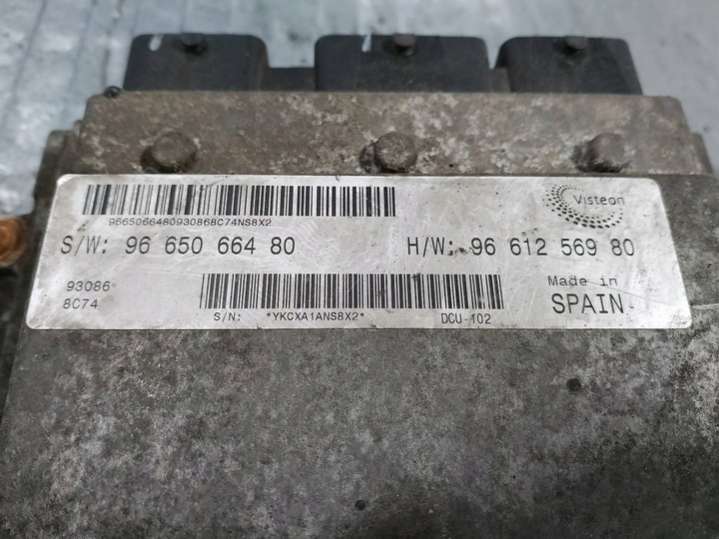 Visteon
9665066480930868C74NS8X2
S/W: 96 650 664 80 H/W: 96 612 569 80
93086
8C74
Made in
SPAIN
S/N: *YKCXA1ANS8X2* DCU-102